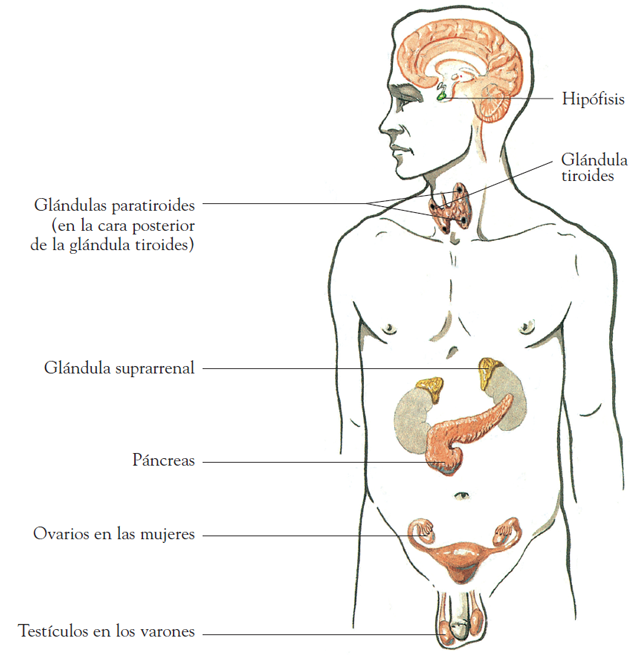 Hipófisis
Glándula
tiroides
Glándulas paratiroides
(en la cara posterior
de la glándula tiroides)
Glándula suprarrenal
Páncreas
Ovarios en las mujeres
Testículos en los varones